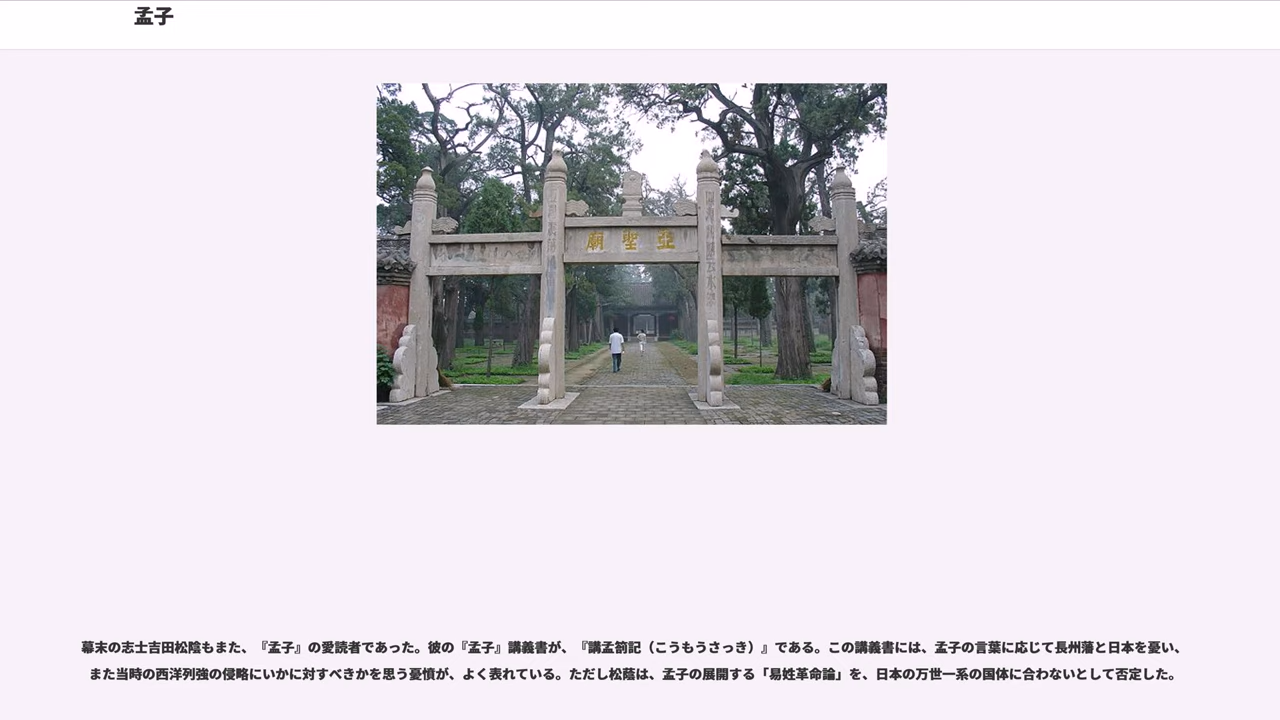 孟子
廟聖亞
幕末の志士吉田松陰もまた、『孟子』の愛読者であった。彼の『孟子』講義書が、『講孟箚記（こうもうさっき）』である。この講義書には、孟子の言葉に応じて長州藩と日本を憂い、
また当時の西洋列強の侵略にいかに対すべきかを思う憂憤が、よく表れている。ただし松蔭は、孟子の展開する「易姓革命論」を、日本の万世一系の国体に合わないとして否定した。